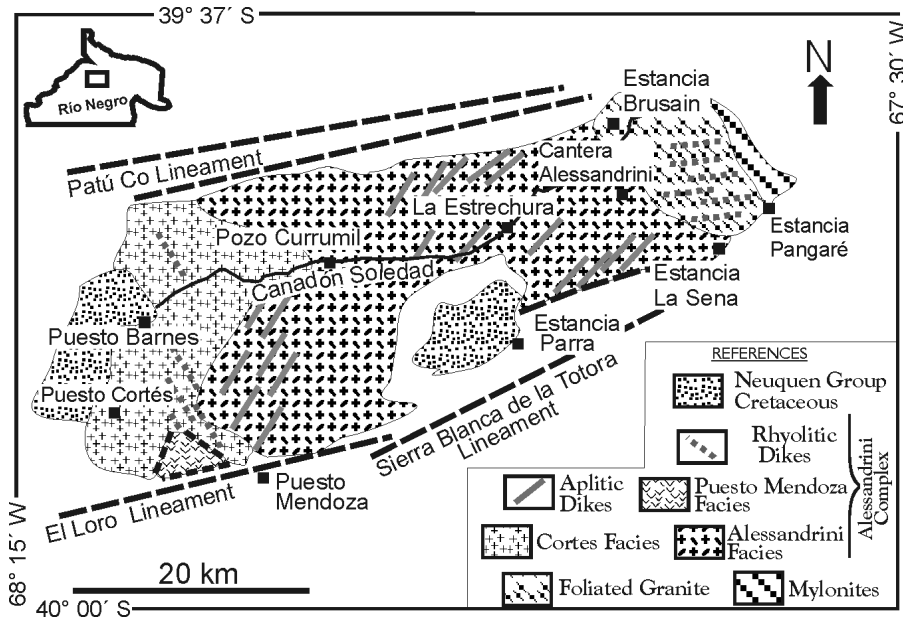 39° 37´ S
67° 30´ W
Río Negro
N
Estancia
Brusain
Patú Co Lineament
Cantera
Alessandrini
La Estrechura
Pozo Currumil
Estancia
Pangaré
Canadón Soledad
Estancia
La Sena
Puesto Barnes
Estancia
Parra
Puesto Cortés
Sierra Blanca de la Totora
Lineament
Puesto
Mendoza
El Loro Lineament
68° 15´ W
20 km
40° 00´ S
REFERENCES
Neuquen Group
Cretaceous
Rhyolitic
Dikes
Aplitic
Dikes
Puesto Mendoza
Facies
Cortes Facies
Alessandrini
Facies
Alessandrini
Complex
Foliated Granite
Mylonites